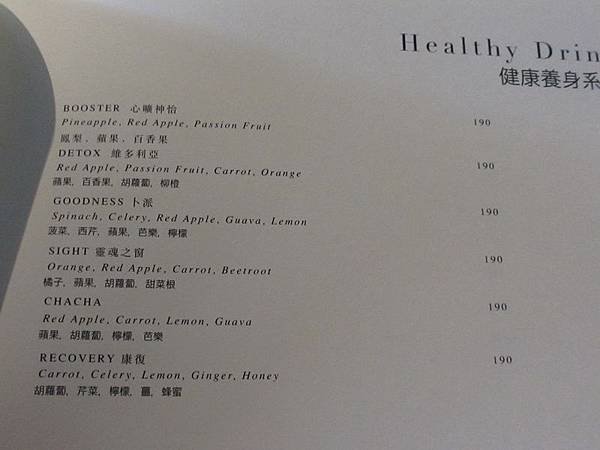 Healthy Drin
健康養身系
BOOSTER 心曠神怡 190
Pineapple, Red Apple, Passion Fruit
鳳梨、蘋果、百香果
DETOX 維多利亞 190
Red Apple, Passion Fruit, Carrot, Orange
蘋果, 百香果, 胡蘿蔔, 柳橙
GOODNESS 卜派 190
Spinach, Celery, Red Apple, Guava, Lemon
菠菜, 西芹, 蘋果, 芭樂, 檸檬
SIGHT 靈魂之窗 190
Orange, Red Apple, Carrot, Beetroot
橘子, 蘋果, 胡蘿蔔, 甜菜根
CHACHA 190
Red Apple, Carrot, Lemon, Guava
蘋果, 胡蘿蔔, 檸檬, 芭樂
RECOVERY 康復 190
Carrot, Celery, Lemon, Ginger, Honey
胡蘿蔔, 芹菜, 檸檬, 薑, 蜂蜜